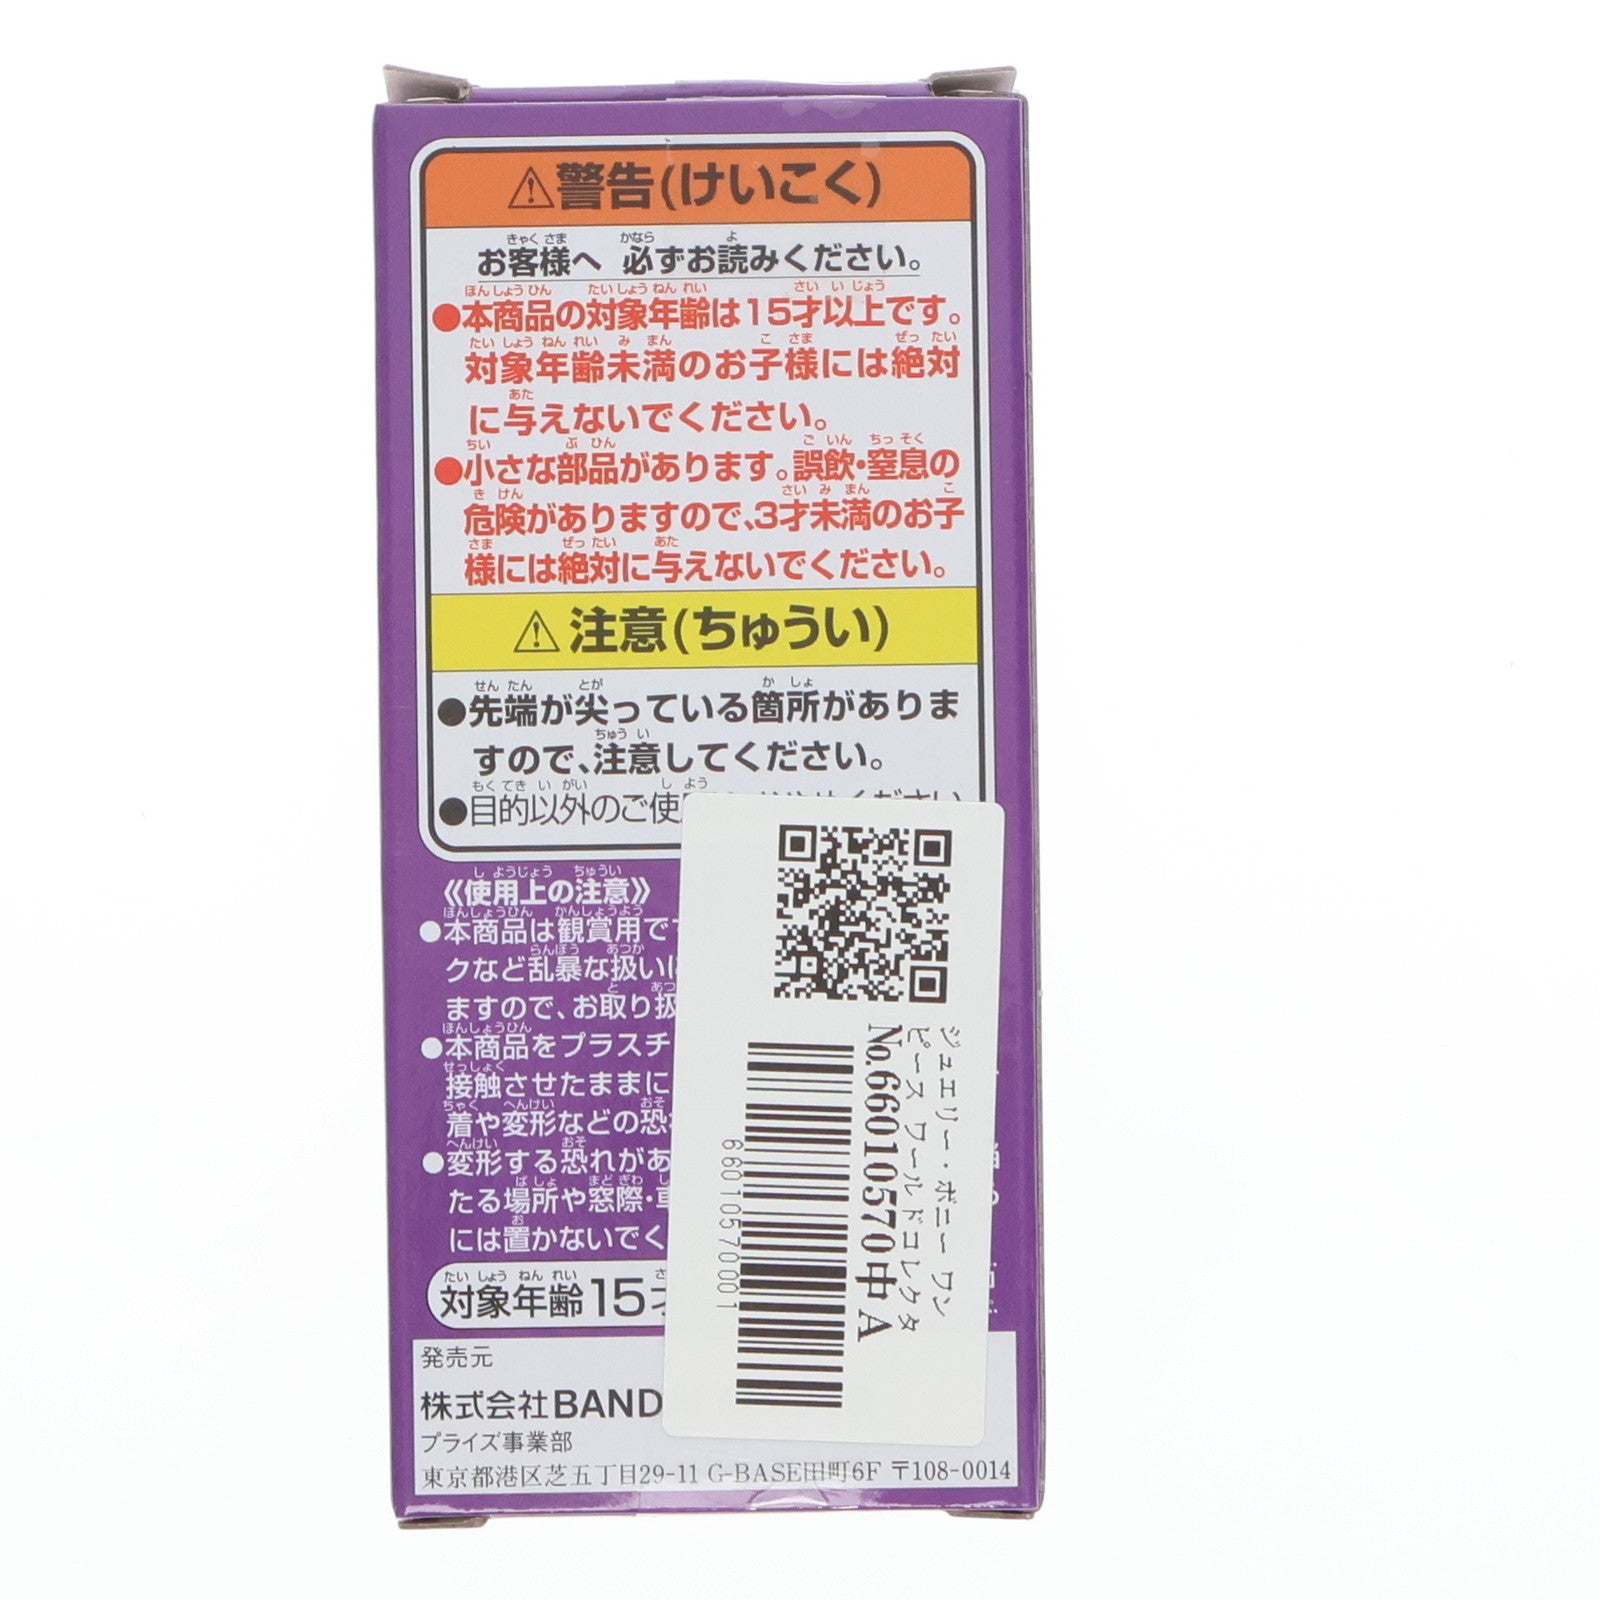 ⚠警告(けいこく)
お客様へ 必ずお読みください。
●本商品の対象年齢は15才以上です。
対象年齢未満のお子様には絶対
に与えないでください。
●小さな部品があります。誤飲・窒息の
危険がありますので、3才未満のお子
様には絶対に与えないでください。
⚠注意(ちゅうい)
●先端が尖っている箇所がありま
すので、注意してください。
●目的以外のご使
《使用上の注意》
●本商品は観賞用で
クなど乱暴な扱いに
ますので、お取り扱
●本商品をプラスチ
接触させたままに
着や変形などの恐
●変形する恐れがあ
たる場所や窓際・
には置かないでく
対象年齢15
発売元
株式会社BAND
プライズ事業部
東京都港区芝五丁目29-11 G-BASE田町6F 〒108-0014
ジュエリー・ボニー ワン
ピース ワールドコレクタ
No.66010570中 A
660105700001